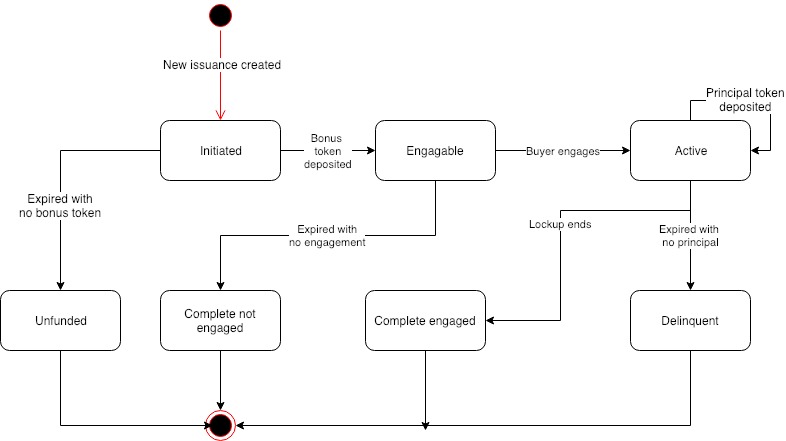 New issuance created
Principal token
deposited
Initiated
Bonus
token
deposited
Engagable
Buyer engages
Active
Expired with
no bonus token
Expired with
no engagement
Lockup ends
Expired with
no principal
Unfunded
Complete not
engaged
Complete engaged
Delinquent